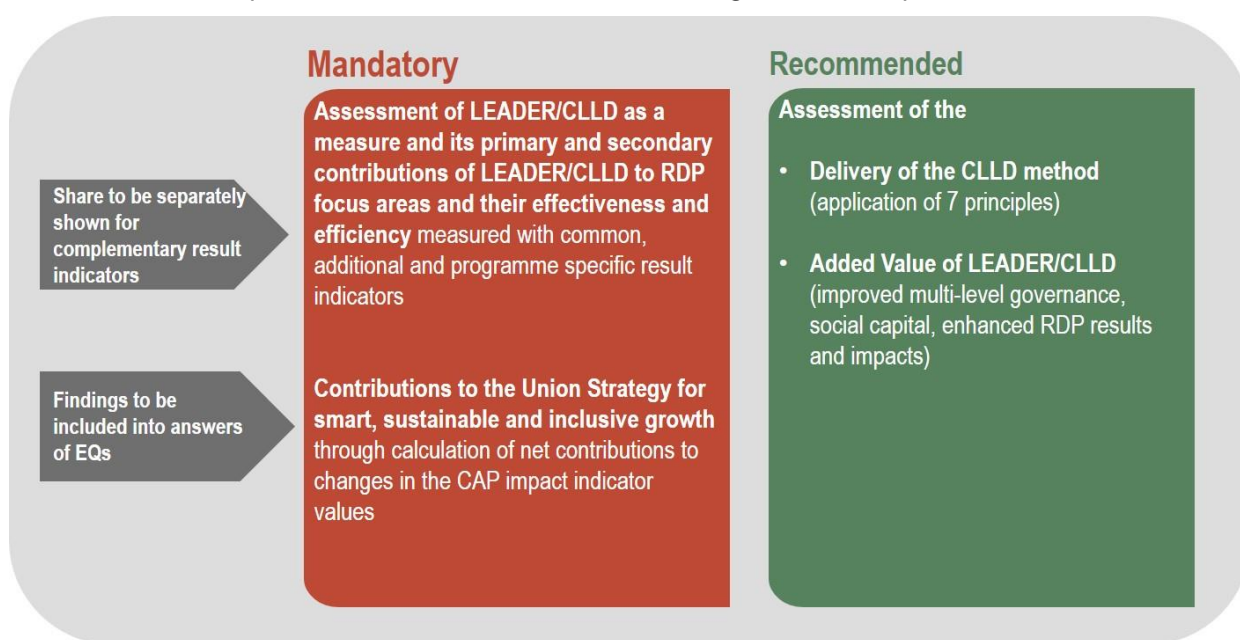 Mandatory
Recommended
Share to be separately
shown for
complementary result
indicators
Findings to be
included into answers
of EQs
Assessment of LEADER/CLLD as a
measure and its primary and secondary
contributions of LEADER/CLLD to RDP
focus areas and their effectiveness and
efficiency measured with common,
additional and programme specific result
indicators
Contributions to the Union Strategy for
smart, sustainable and inclusive growth
through calculation of net contributions to
changes in the CAP impact indicator
values
Assessment of the
• Delivery of the CLLD method
(application of 7 principles)
• Added Value of LEADER/CLLD
(improved multi-level governance,
social capital, enhanced RDP results
and impacts)